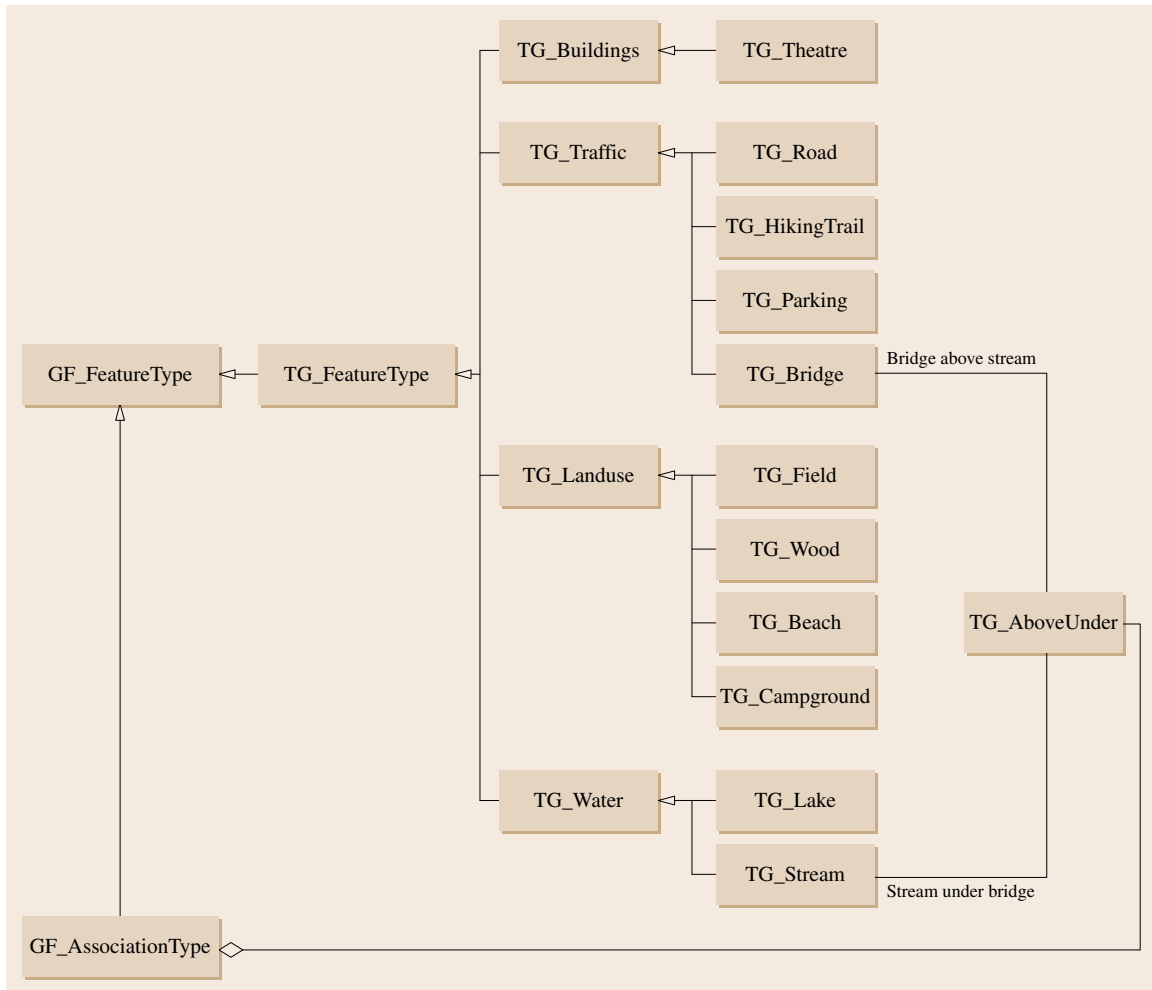 TG_Buildings
TG_Theatre
TG_Traffic
TG_Road
TG_HikingTrail
TG_Parking
GF_FeatureType
TG_FeatureType
TG_Bridge
Bridge above stream
TG_Landuse
TG_Field
TG_Wood
TG_Beach
TG_AboveUnder
TG_Campground
TG_Water
TG_Lake
TG_Stream
Stream under bridge
GF_AssociationType